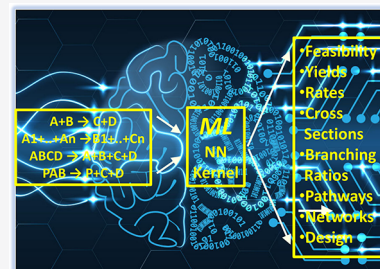 A+B → C+D
A1+..+An →B1+..+Cn
ABCD → A+B+C+D
PAB → P+C+D
ML
NN
Kernel
•Feasibility
•Yields
•Rates
•Cross
Sections
•Branching
Ratios
•Pathways
•Networks
•Design